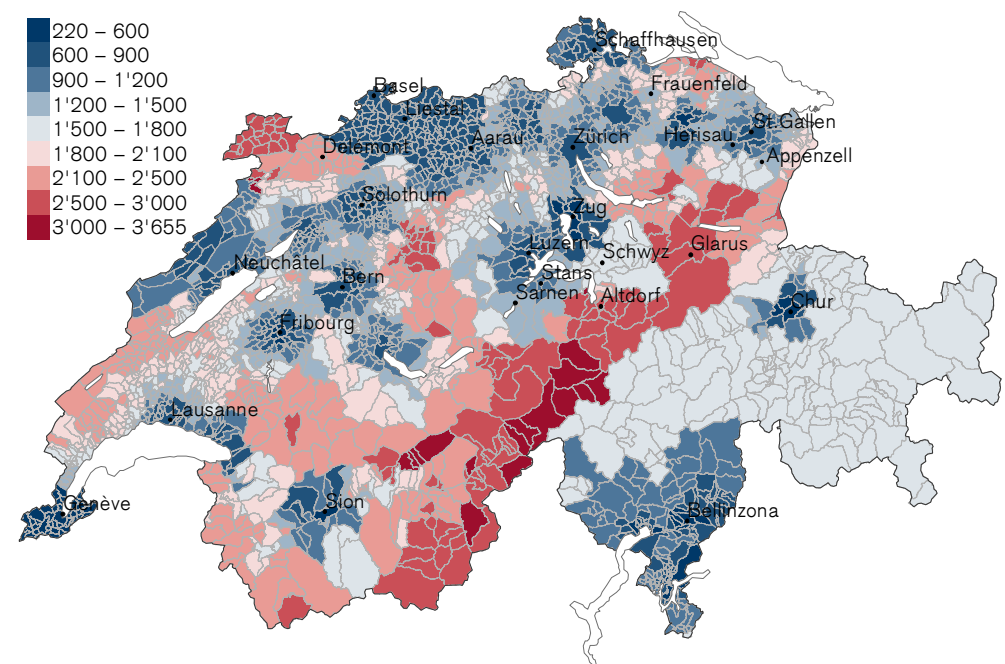 220 – 600
600 – 900
900 – 1'200
1'200 – 1'500
1'500 – 1'800
1'800 – 2'100
2'100 – 2'500
2'500 – 3'000
3'000 – 3'655
Schaffhausen
Basel
Frauenfeld
Liestal
St.Gallen
Delémont
Aarau
Zürich
Herisau
Appenzell
Solothurn
Zug
Luzern
Glarus
Schwyz
Neuchâtel
Bern
Stans
Sarnen
Altdorf
Chur
Fribourg
Lausanne
Genève
Sion
Bellinzona